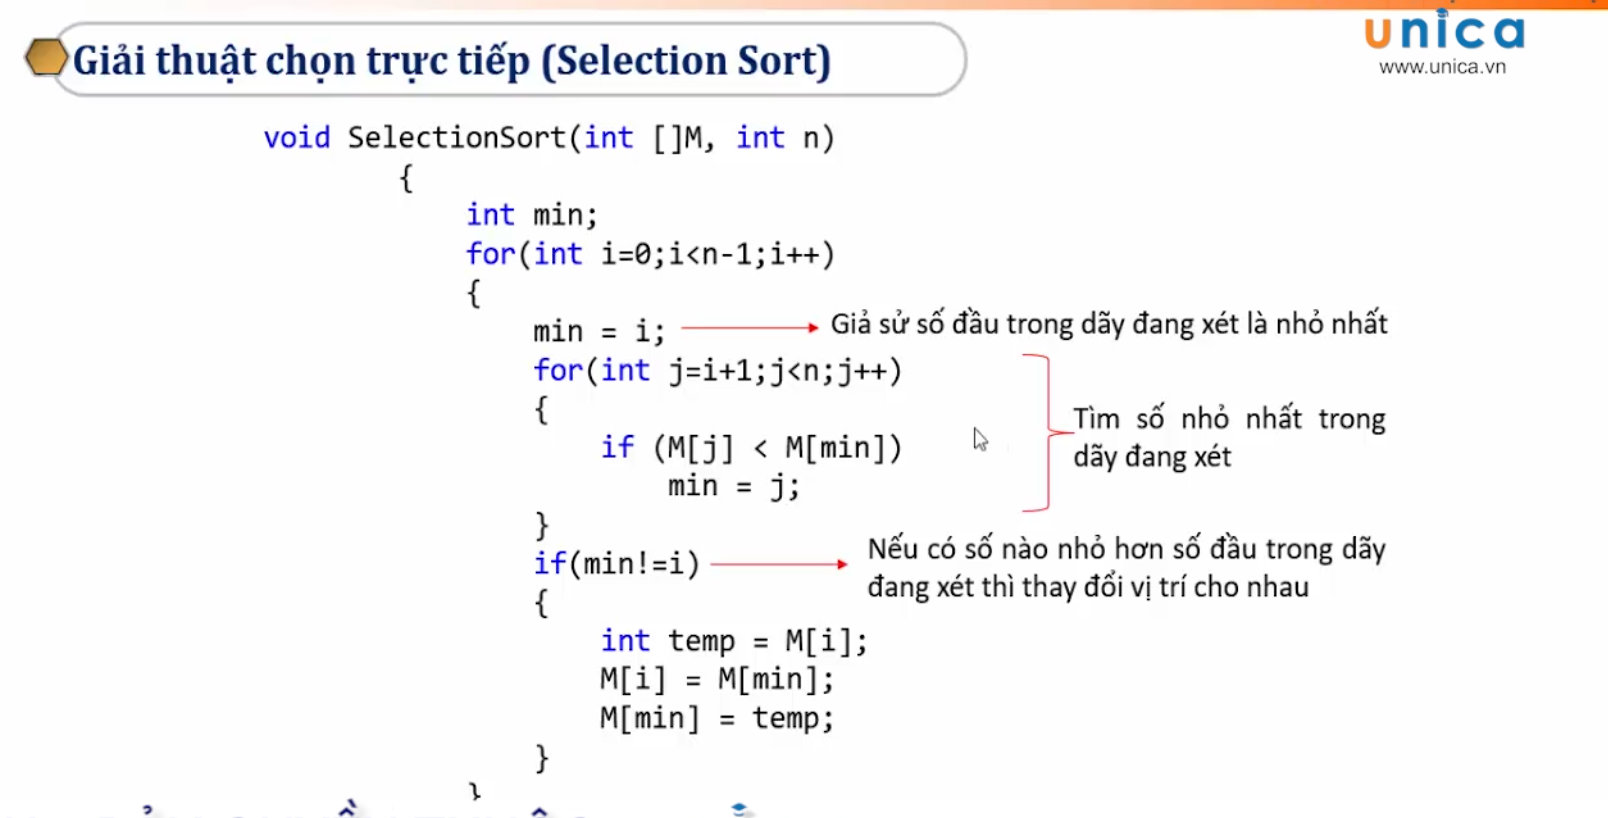 unica
Giải thuật chọn trực tiếp (Selection Sort)
www.unica.vn
void SelectionSort(int []M, int n)
{
int min;
for(int i=0;i<n-1;i++)
{
min = i;
Giả sử số đầu trong dãy đang xét là nhỏ nhất
for(int j=i+1;j<n;j++)
{
if (M[j] < M[min])
min = j;
}
Tìm số nhỏ nhất trong
dãy đang xét
if(min!=i)
Nếu có số nào nhỏ hơn số đầu trong dãy
đang xét thì thay đổi vị trí cho nhau
{
int temp = M[i];
M[i] = M[min];
M[min] = temp;
}
}